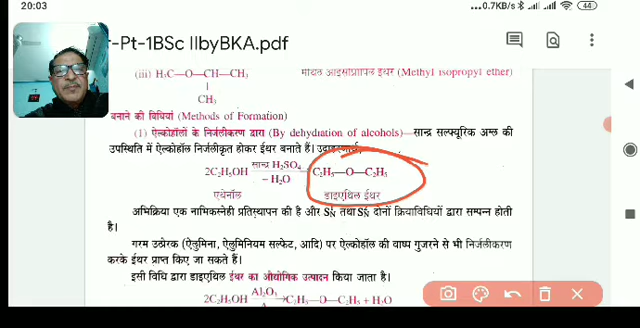 20:03 ...0.7KB/s 44
r-Pt-1BSc IIbyBKA.pdf
(iii) H₃C—O—CH—CH₃ मेथिल आइसोप्रोपिल ईथर (Methyl isopropyl ether)
CH₃
बनाने की विधियाँ (Methods of Formation)
(1) ऐल्कोहॉलों के निर्जलीकरण द्वारा (By dehydation of alcohols)—सान्द्र सल्फ्यूरिक अम्ल की
उपस्थिति में ऐल्कोहॉल निर्जलीकृत होकर ईथर बनाते हैं। उदाहरणार्थ,
2C₂H₅OH सान्द्र H₂SO₄ −H₂O → C₂H₅—O—C₂H₅
एथेनॉल डाइएथिल ईथर
अभिक्रिया एक नाभिकस्नेही प्रतिस्थापन की है और तथा दोनों क्रियाविधियों द्वारा सम्पन्न होती
है।
गरम उत्प्रेरक (ऐलुमिना, ऐलुमिनियम सल्फेट, आदि) पर ऐल्कोहॉल की वाष्प गुजरने से भी निर्जलीकरण
करके ईथर प्राप्त किए जा सकते हैं।
इसी विधि द्वारा डाइएथिल ईथर का औद्योगिक उत्पादन किया जाता है।
2C₂H₅OH Al₂O₃ Δ → C₂H₅—O—C₂H₅ + H₂O